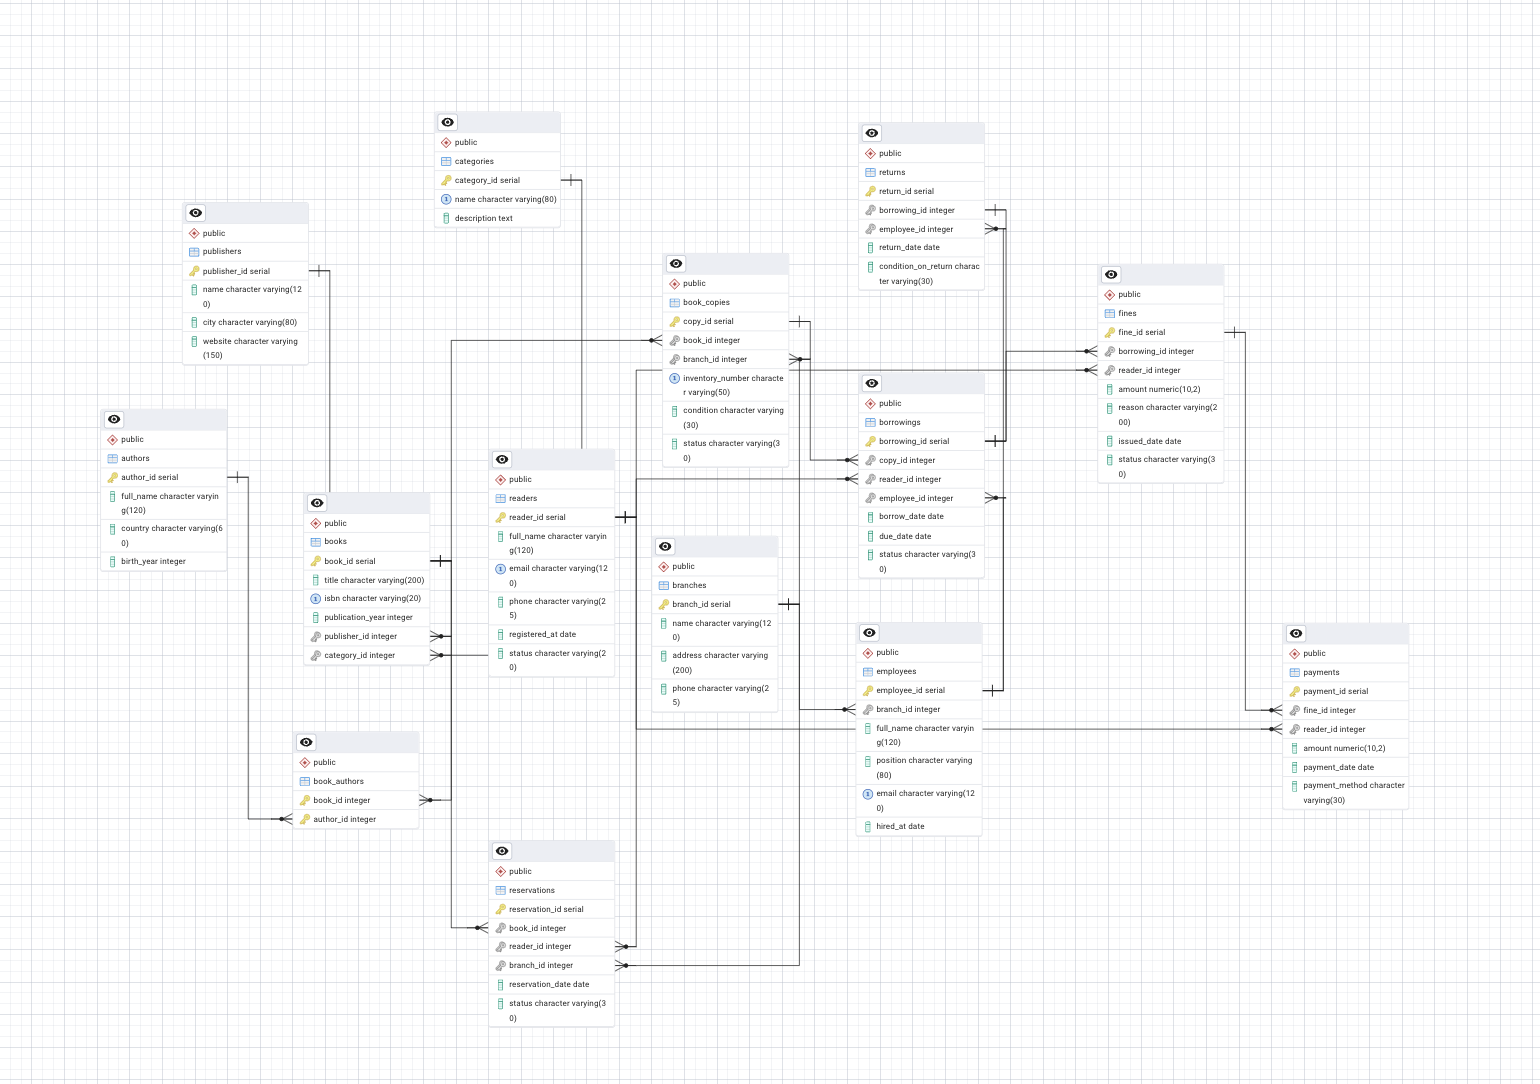 public
categories
category_id serial
name character varying(80)
description text
public
returns
return_id serial
borrowing_id integer
employee_id integer
return_date date
condition_on_return charac
ter varying(30)
public
publishers
publisher_id serial
name character varying(12
0)
city character varying(80)
website character varying
(150)
public
book_copies
copy_id serial
book_id integer
branch_id integer
inventory_number characte
r varying(50)
condition character varying
(30)
status character varying(3
0)
public
fines
fine_id serial
borrowing_id integer
reader_id integer
amount numeric(10,2)
reason character varying(2
00)
issued_date date
status character varying(3
0)
public
borrowings
borrowing_id serial
copy_id integer
reader_id integer
employee_id integer
borrow_date date
due_date date
status character varying(3
0)
public
authors
author_id serial
full_name character varyin
g(120)
country character varying(6
0)
birth_year integer
public
books
book_id serial
title character varying(200)
isbn character varying(20)
publication_year integer
publisher_id integer
category_id integer
public
readers
reader_id serial
full_name character varyin
g(120)
email character varying(12
0)
phone character varying(2
5)
registered_at date
status character varying(2
0)
public
branches
branch_id serial
name character varying(12
0)
address character varying
(200)
phone character varying(2
5)
public
employees
employee_id serial
branch_id integer
full_name character varyin
g(120)
position character varying
(80)
email character varying(12
0)
hired_at date
public
payments
payment_id serial
fine_id integer
reader_id integer
amount numeric(10,2)
payment_date date
payment_method character
varying(30)
public
book_authors
book_id integer
author_id integer
public
reservations
reservation_id serial
book_id integer
reader_id integer
branch_id integer
reservation_date date
status character varying(3
0)